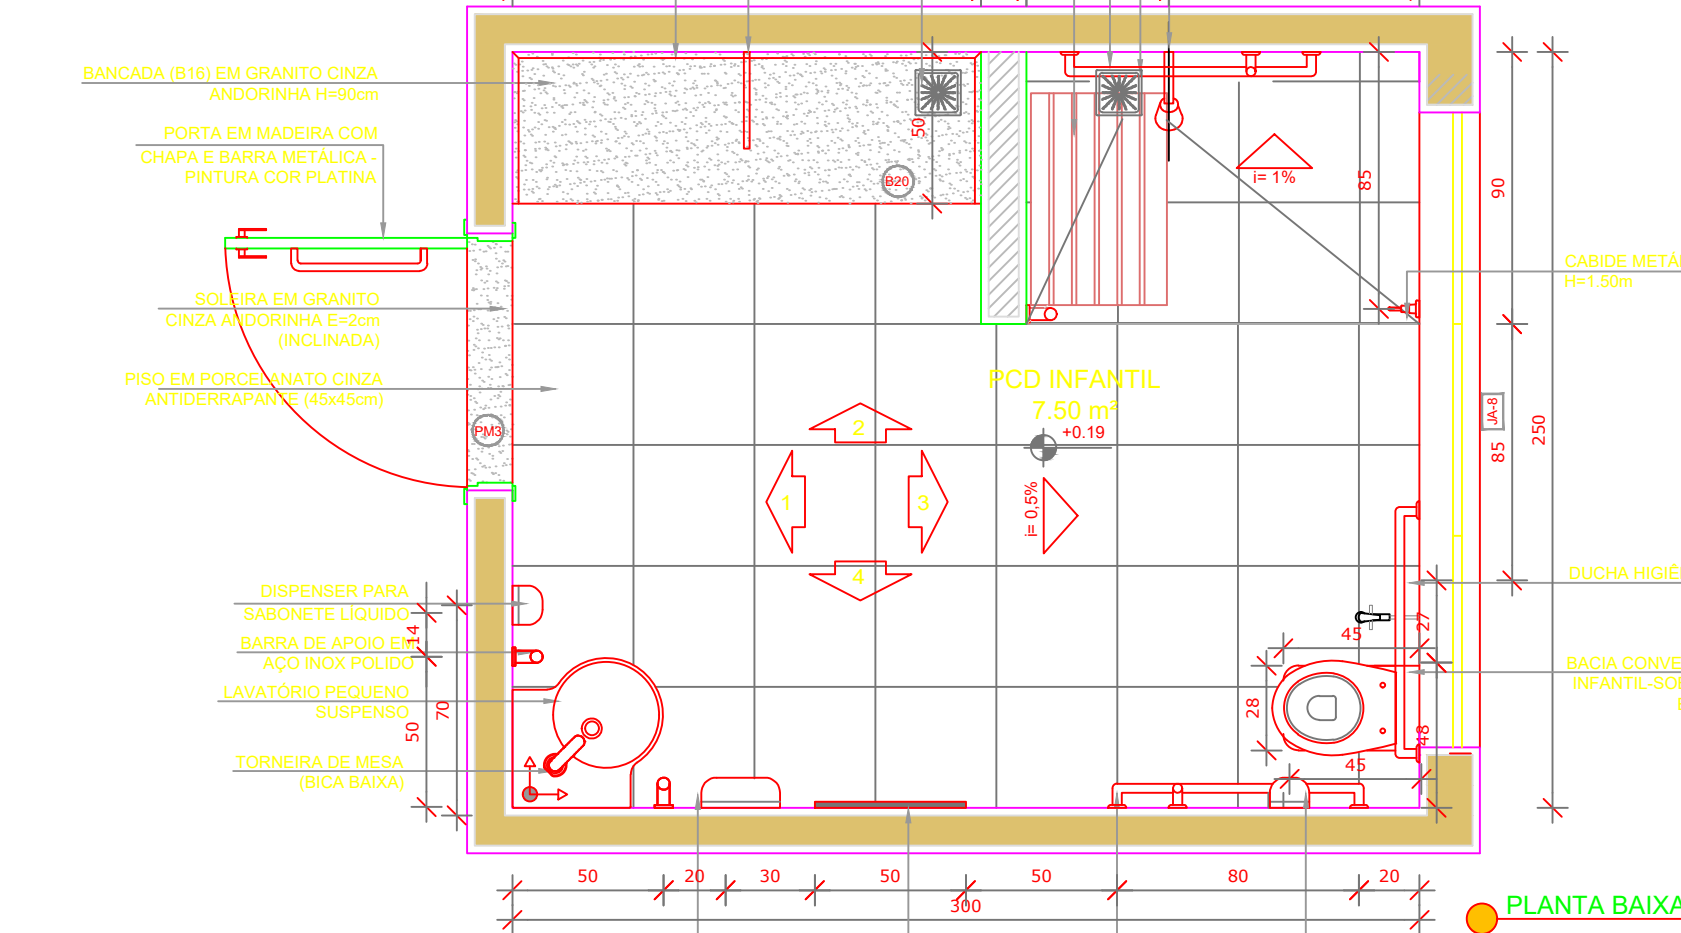 BANCADA (B16) EM GRANITO CINZA
ANDORINHA H=90cm
PORTA EM MADEIRA COM
CHAPA E BARRA METÁLICA -
PINTURA COR PLATINA
SOLEIRA EM GRANITO
CINZA ANDORINHA E=2cm
(INCLINADA)
PISO EM PORCELANATO CINZA
ANTIDERRAPANTE (45x45cm)
PM3
DISPENSER PARA
SABONETE LÍQUIDO
BARRA DE APOIO EM
AÇO INOX POLIDO
LAVATÓRIO PEQUENO
SUSPENSO
TORNEIRA DE MESA
(BICA BAIXA)
14
70
50
50
B20
i= 1%
85
90
CABIDE METÁ
H=1.50m
PCD INFANTIL
7.50 m²
+0.19
i= 0,5%
1
2
3
4
JA-8
85
250
DUCHA HIGIÊ
BACIA CONVE
INFANTIL-SO
45
27
28
48
45
50
20
30
50
50
80
20
300
PLANTA BAIXA